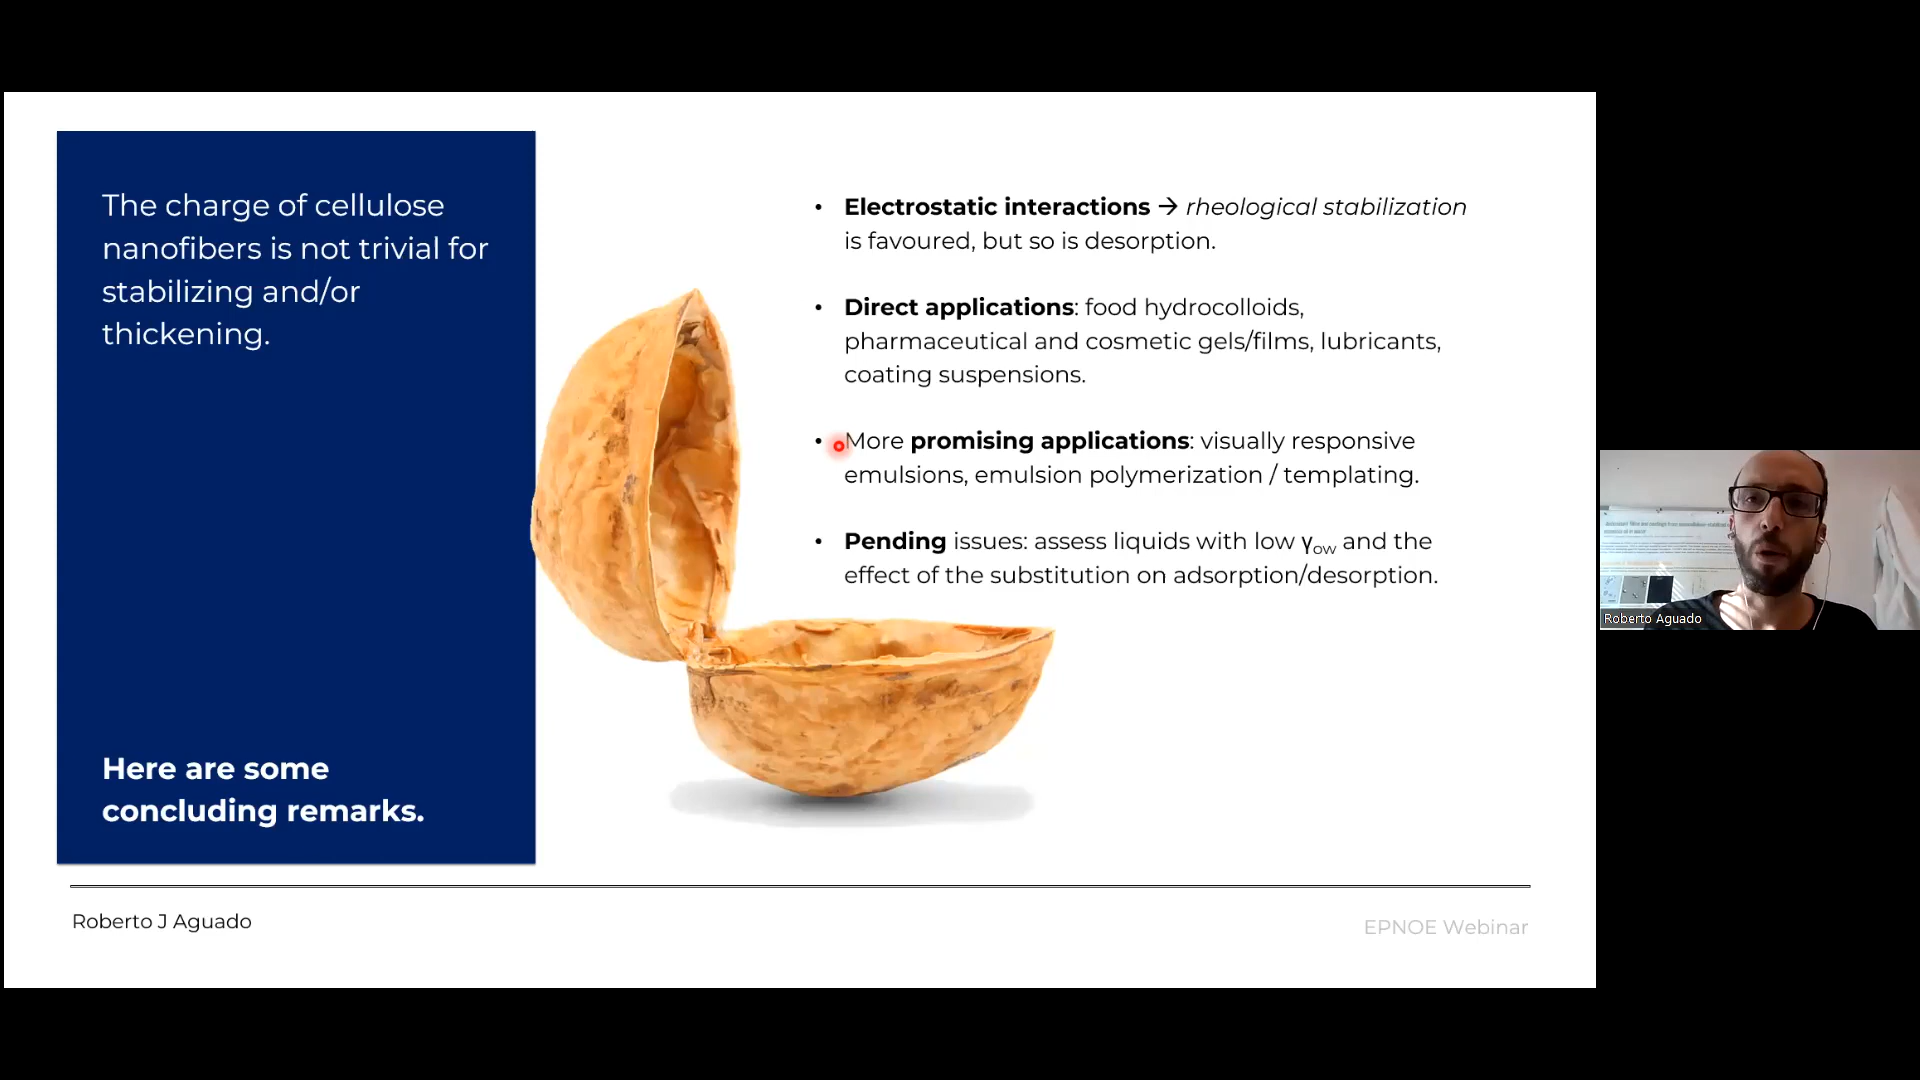 The charge of cellulose
nanofibers is not trivial for
stabilizing and/or
thickening.
Here are some
concluding remarks.
• Electrostatic interactions → rheological stabilization
is favoured, but so is desorption.
• Direct applications: food hydrocolloids,
pharmaceutical and cosmetic gels/films, lubricants,
coating suspensions.
• More promising applications: visually responsive
emulsions, emulsion polymerization / templating.
• Pending issues: assess liquids with low γow and the
effect of the substitution on adsorption/desorption.
Roberto J Aguado
EPNOE Webinar
Roberto Aguado